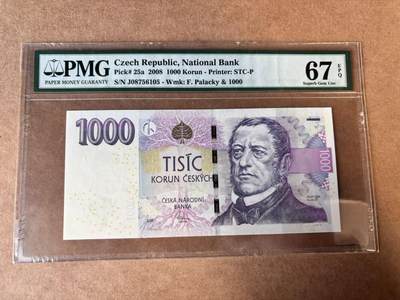 PMG
PAPER MONEY GUARANTY
Czech Republic, National Bank
Pick# 25a 2008 1000 Korun - Printer: STC-P
S/N J08756105 - Wmk: F. Palacky & 1000
67 EPQ
Superb Gem Unc
1000
TISÍC
KORUN ČESKÝCH
ČESKÁ NÁRODNÍ
BANKA
1000